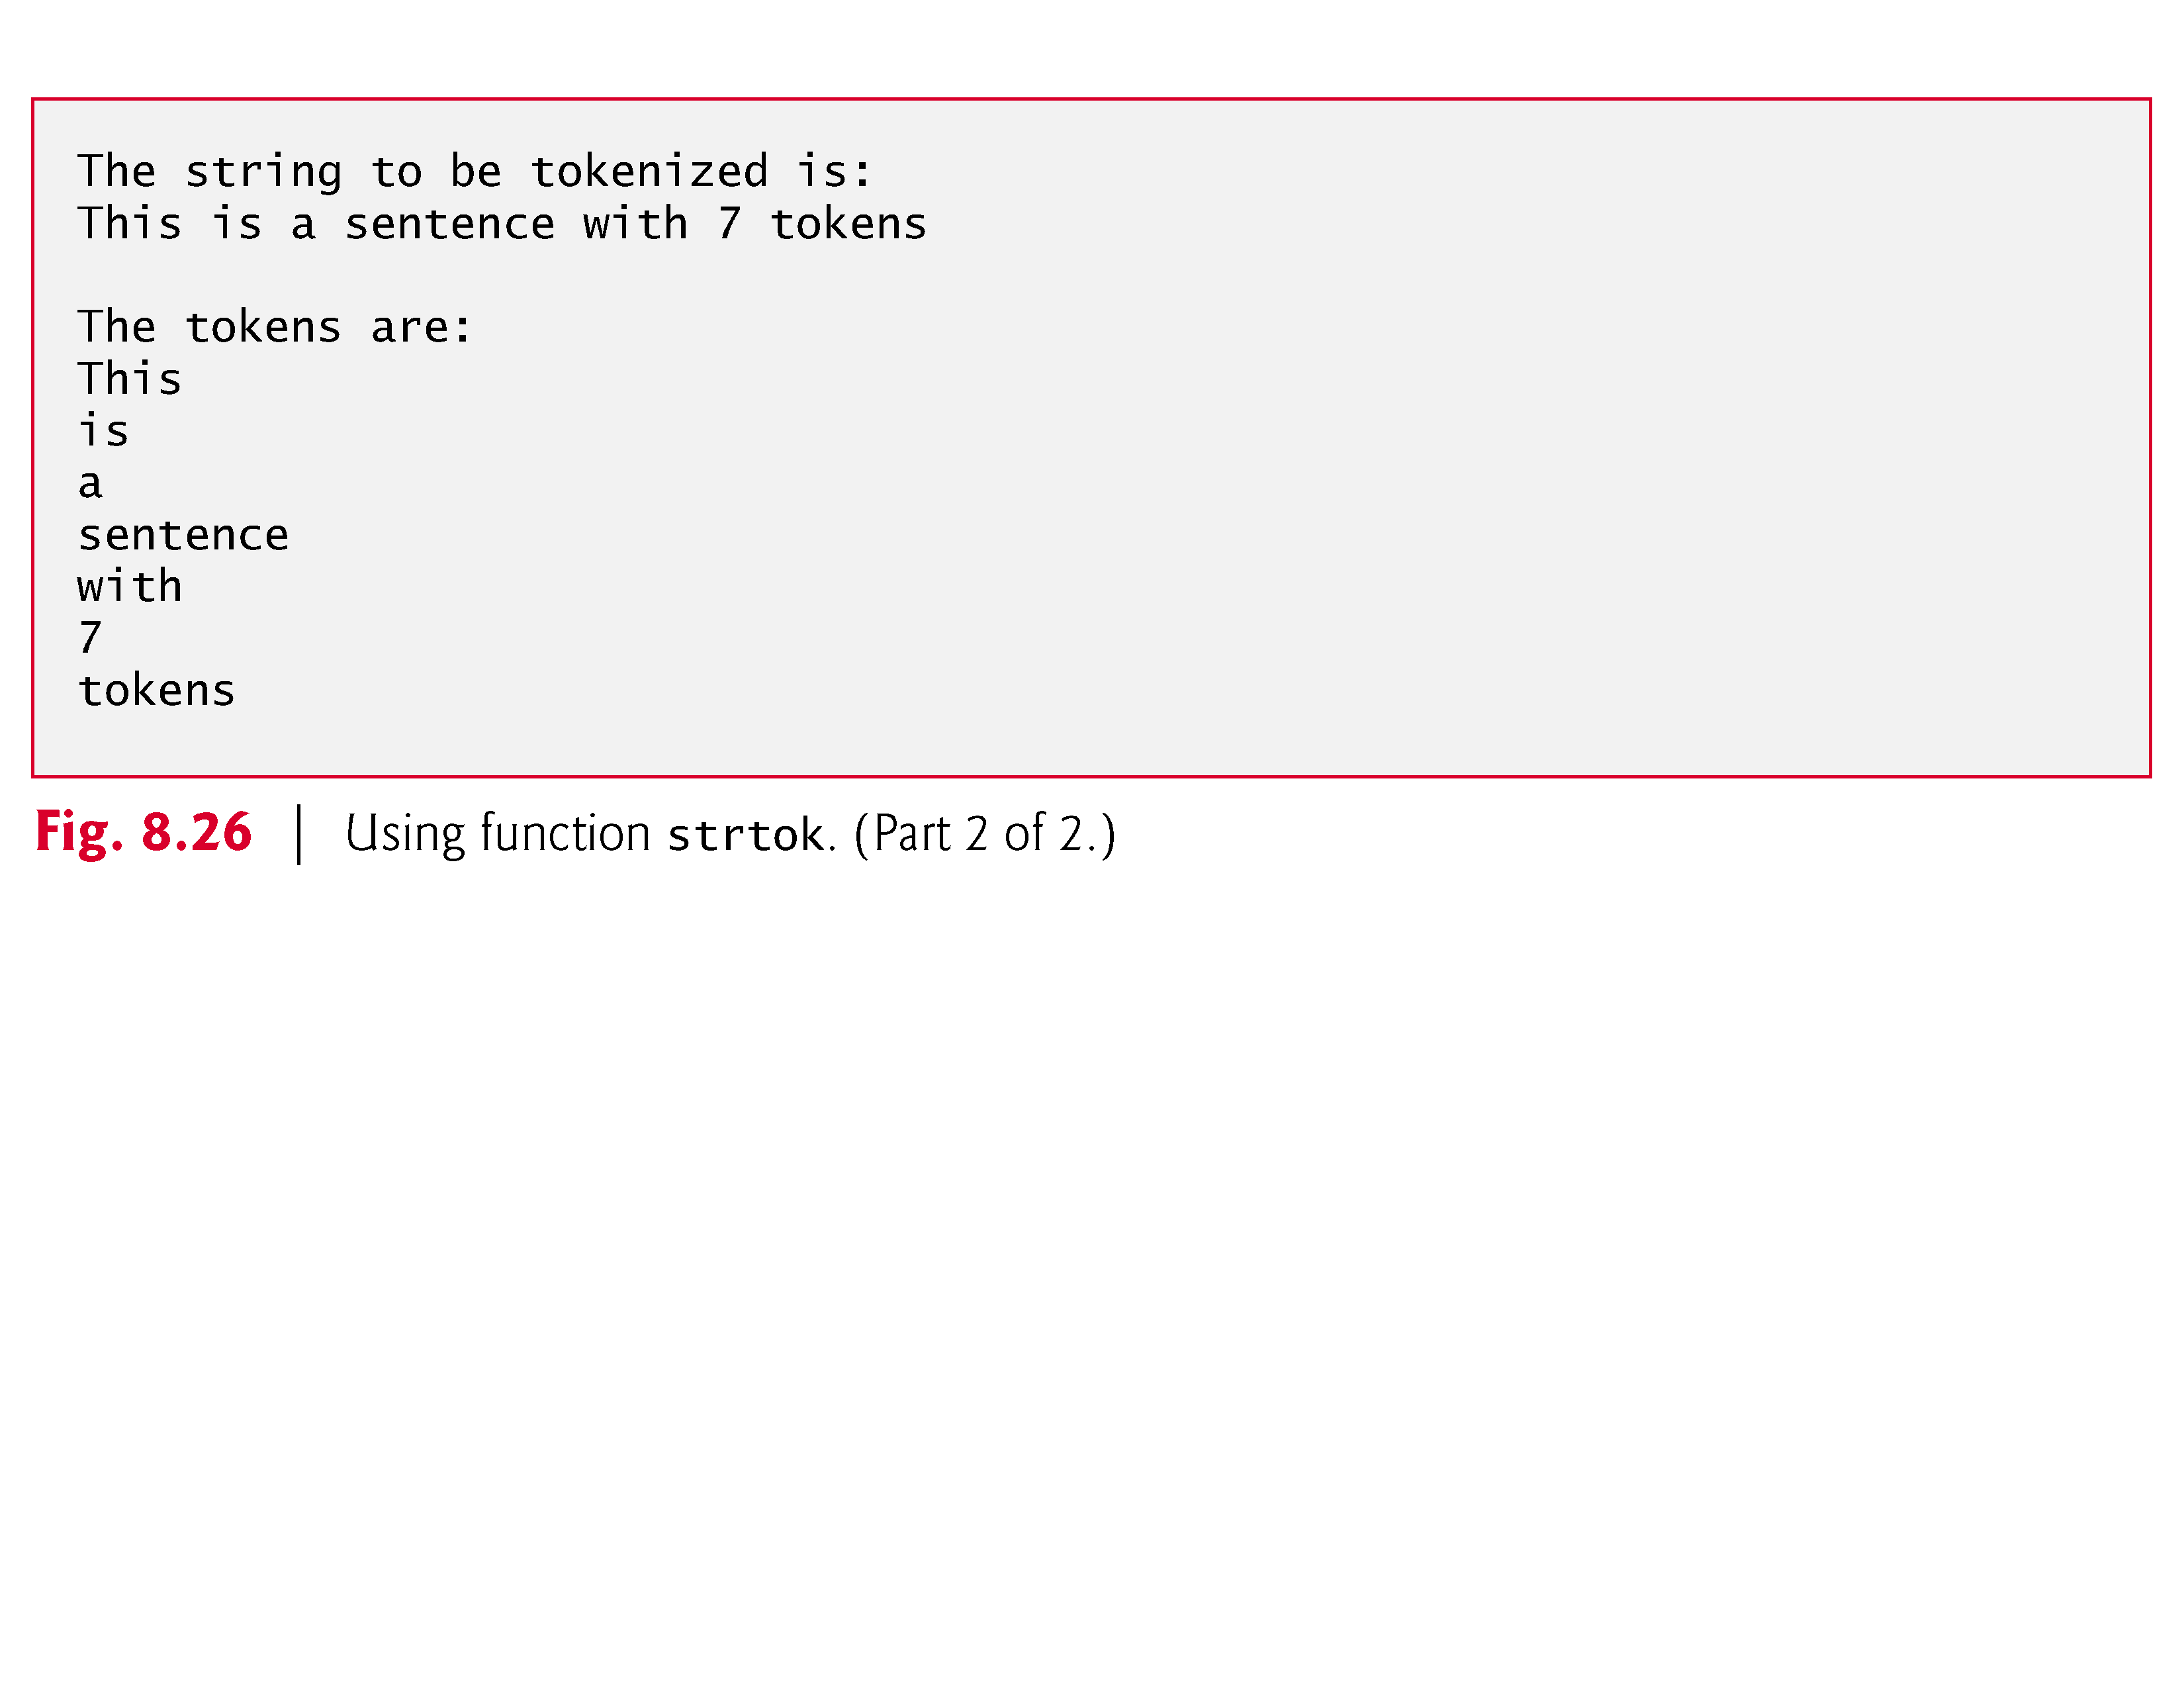 The string to be tokenized is:
This is a sentence with 7 tokens

The tokens are:
This
is
a
sentence
with
7
tokens
Fig. 8.26 | Using function strtok. (Part 2 of 2.)